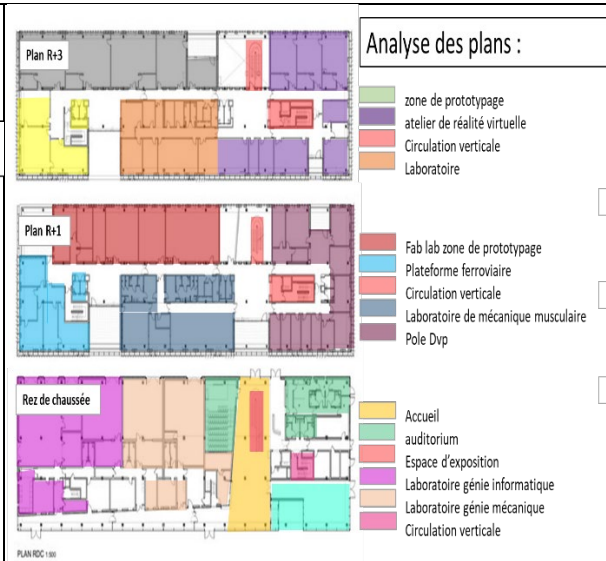 Analyse des plans :
Plan R+3
zone de prototypage
atelier de réalité virtuelle
Circulation verticale
Laboratoire
Plan R+1
Fab lab zone de prototypage
Plateforme ferroviaire
Circulation verticale
Laboratoire de mécanique musculaire
Pole Dvp
Rez de chaussée
Accueil
auditorium
Espace d'exposition
Laboratoire génie informatique
Laboratoire génie mécanique
Circulation verticale
PLAN RDC 1:500